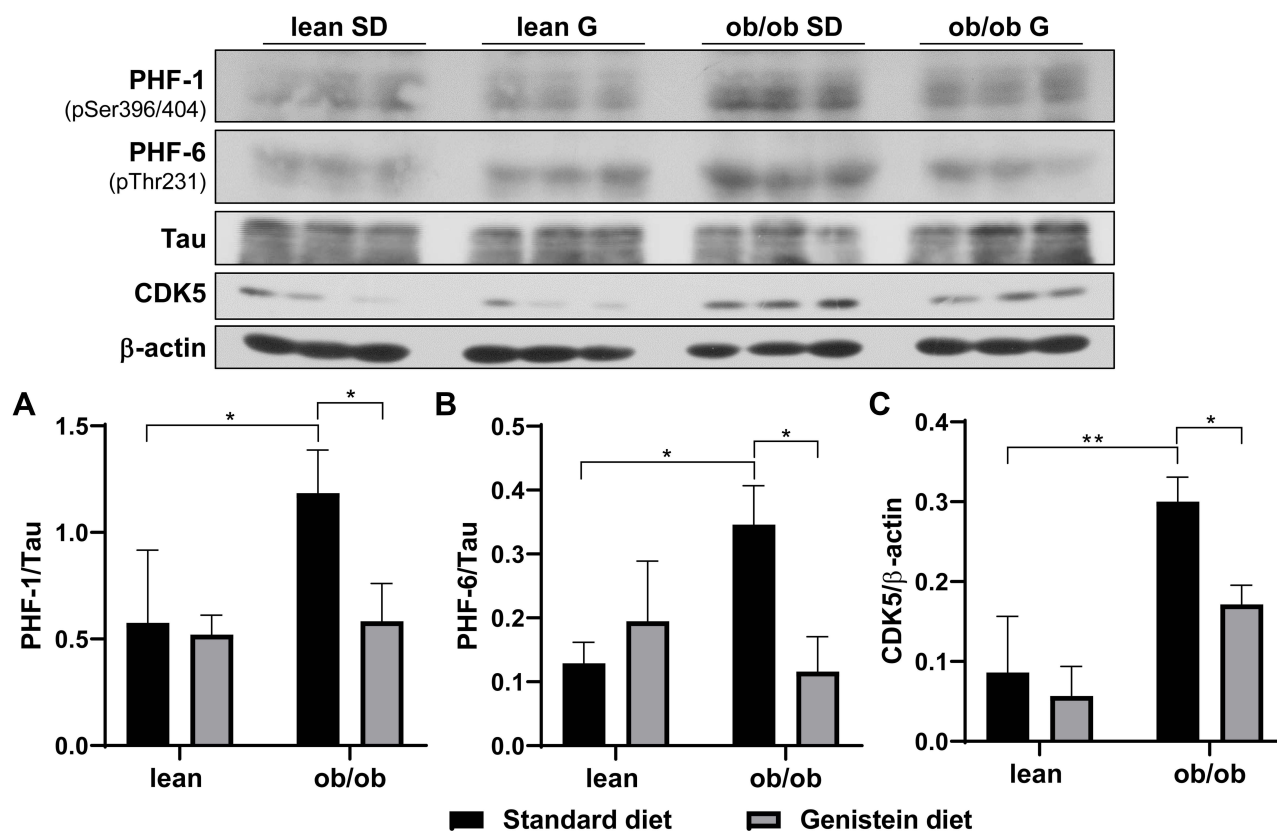 lean SD lean G ob/ob SD ob/ob G
PHF-1
(pSer396/404)
PHF-6
(pThr231)
Tau
CDK5
β-actin
A
PHF-1/Tau
1.5
1.0
0.5
0.0
*
*
lean ob/ob
B
PHF-6/Tau
0.5
0.4
0.3
0.2
0.1
0.0
*
*
lean ob/ob
C
CDK5/β-actin
0.4
0.3
0.2
0.1
0.0
**
*
lean ob/ob
Standard diet Genistein diet